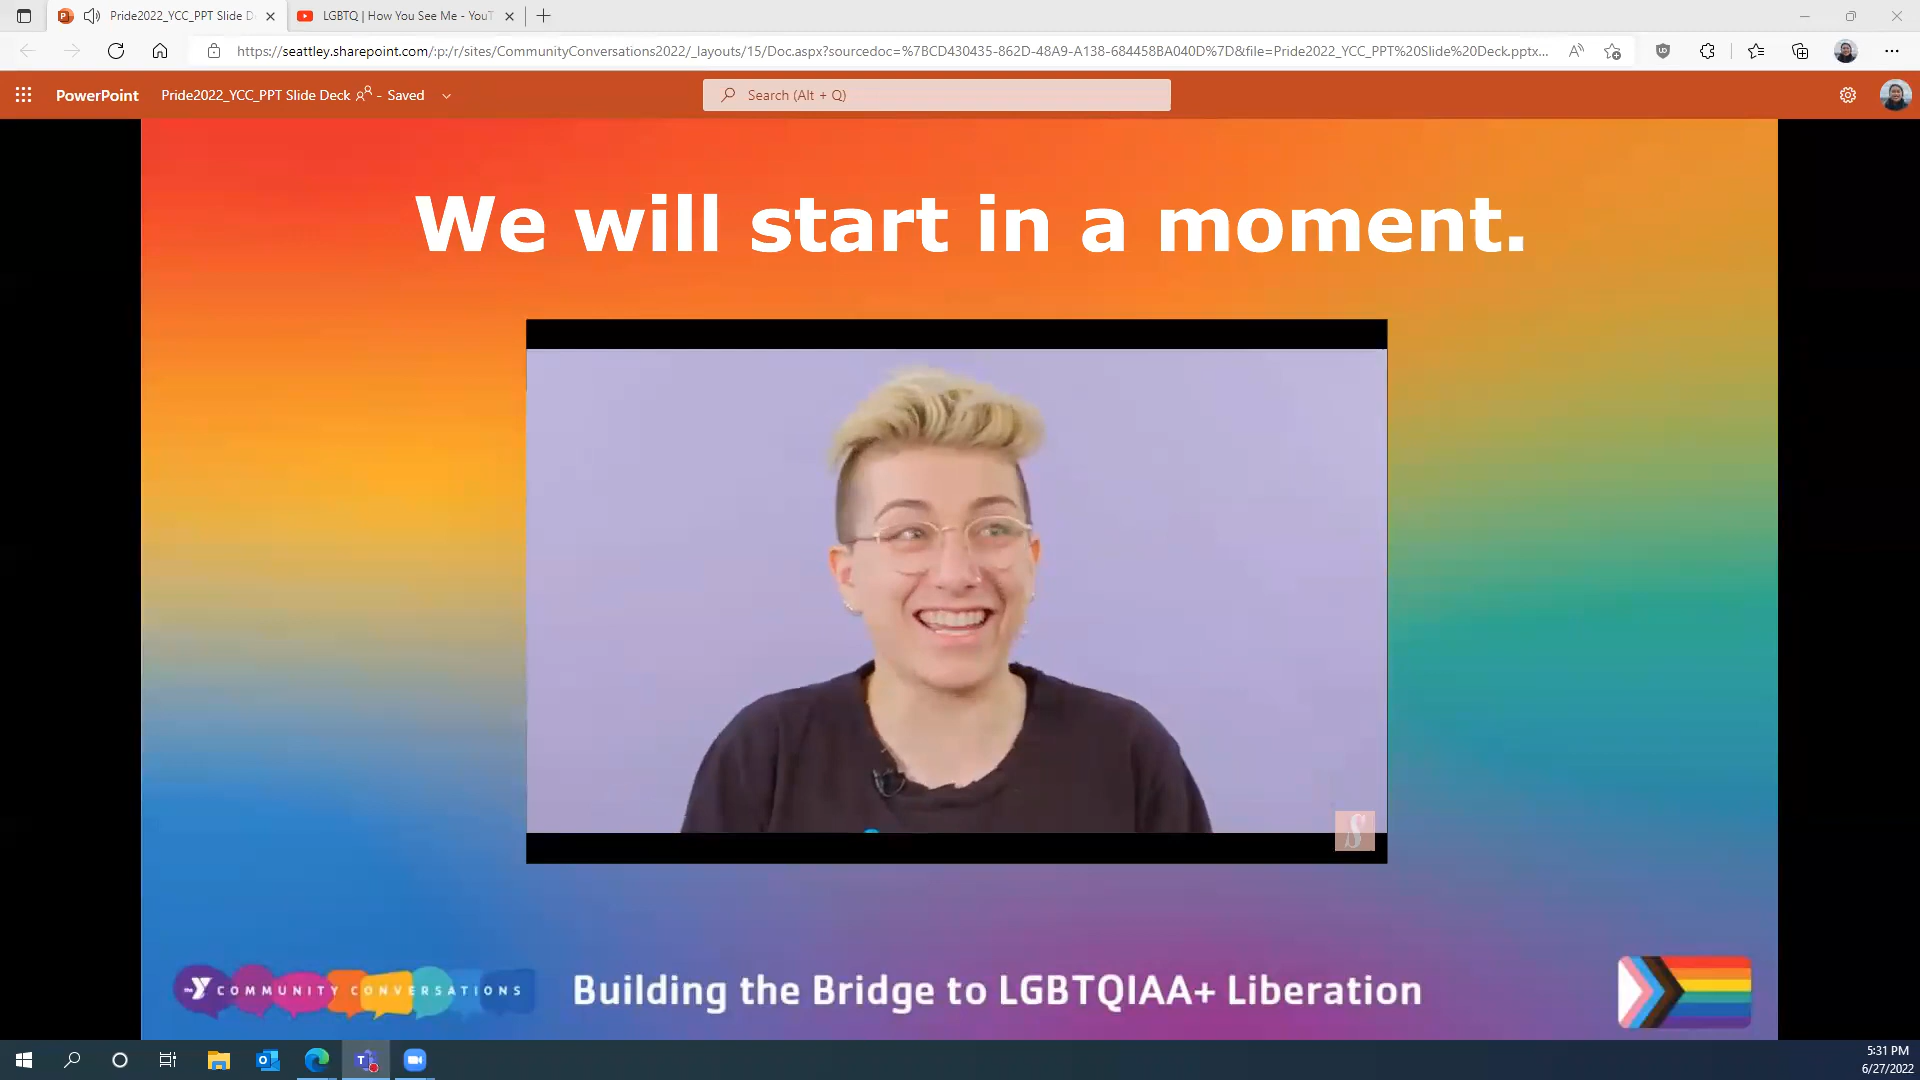 Pride2022_YCC_PPT Slide D
LGBTQ | How You See Me - YouT
https://seattley.sharepoint.com/:p:/r/sites/CommunityConversations2022/_layouts/15/Doc.aspx?sourcedoc=%7BCD430435-862D-48A9-A138-684458BA040D%7D&file=Pride2022_YCC_PPT%20Slide%20Deck.pptx...
PowerPoint
Pride2022_YCC_PPT Slide Deck - Saved
Search (Alt + Q)
We will start in a moment.
S
the Y COMMUNITY CONVERSATIONS
Building the Bridge to LGBTQIAA+ Liberation
5:31 PM
6/27/2022